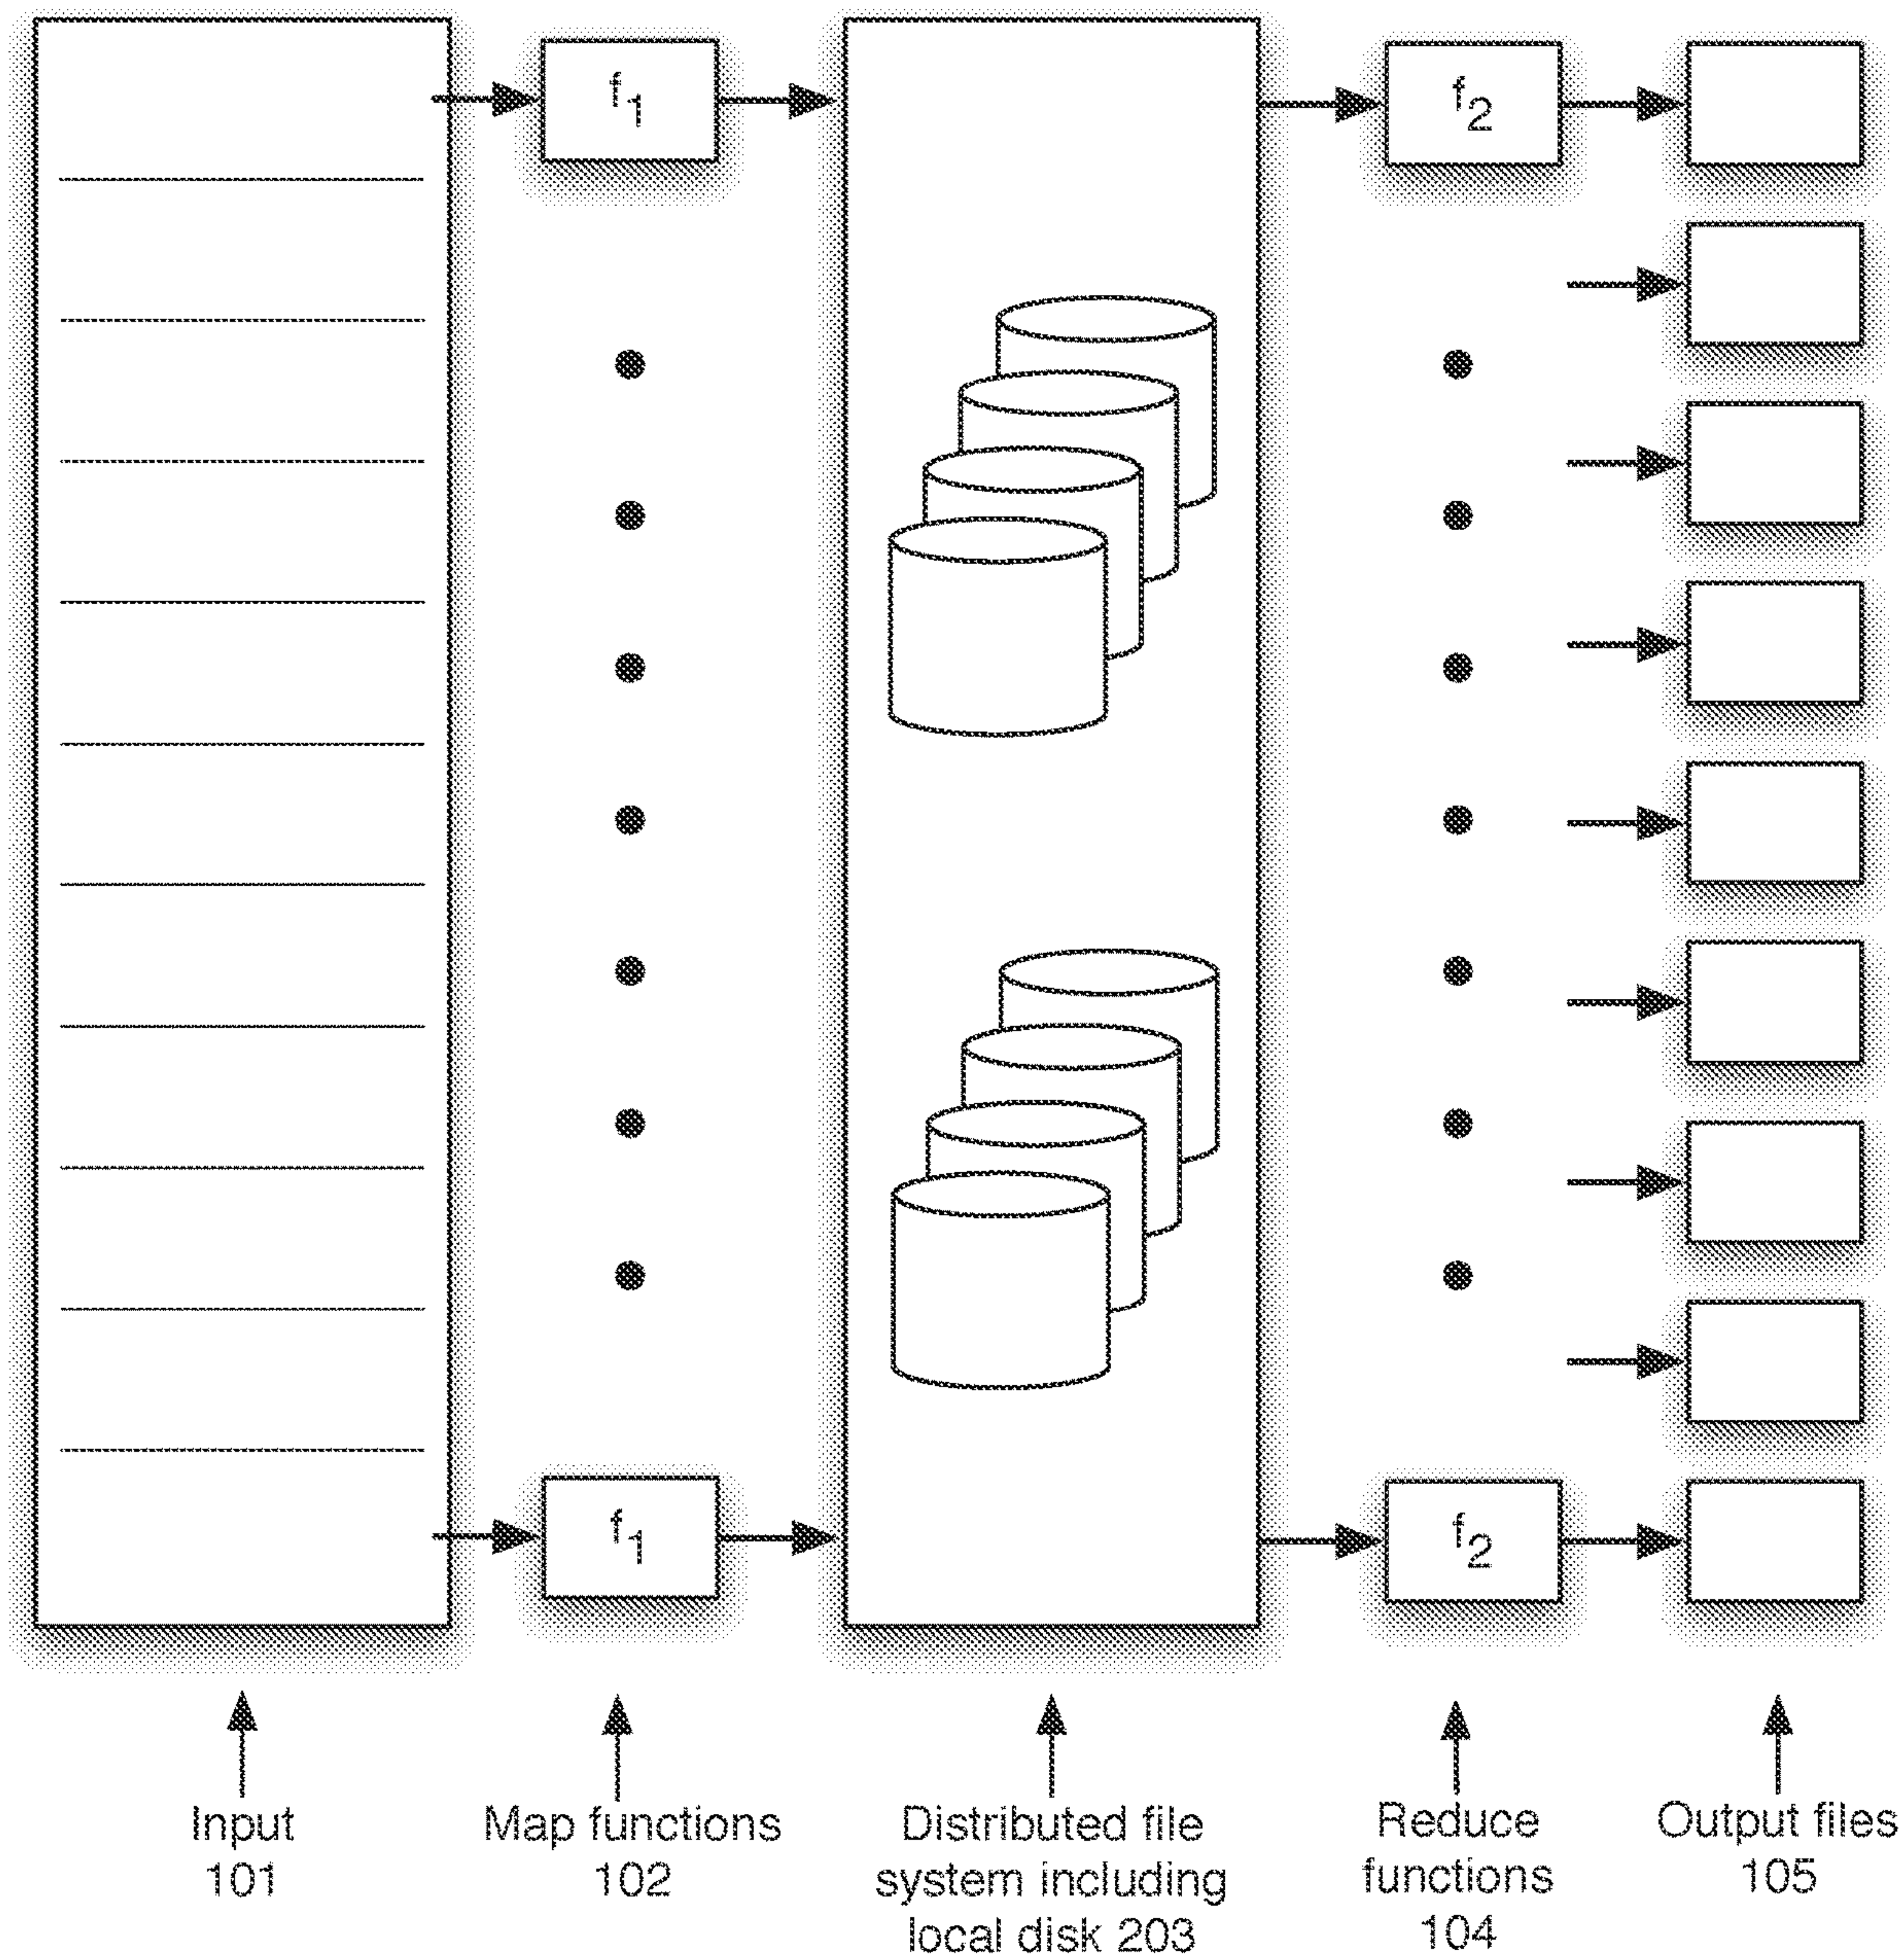 f1
f2
f1
f2
Input
101
Map functions
102
Distributed file
system including
local disk 203
Reduce
functions
104
Output files
105